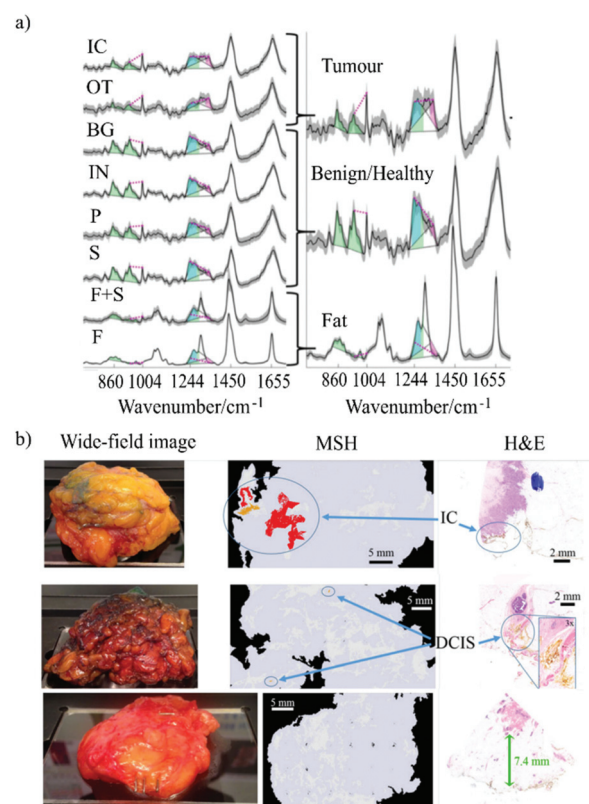 a)
IC
OT
BG
IN
P
S
F+S
F
Tumour
Benign/Healthy
Fat
860 1004 1244 1450 1655
860 1004 1244 1450 1655
Wavenumber/cm-1
Wavenumber/cm-1
b)
Wide-field image MSH H&E
IC
5 mm
2 mm
5 mm
2 mm
3x
DCIS
5 mm
7.4 mm